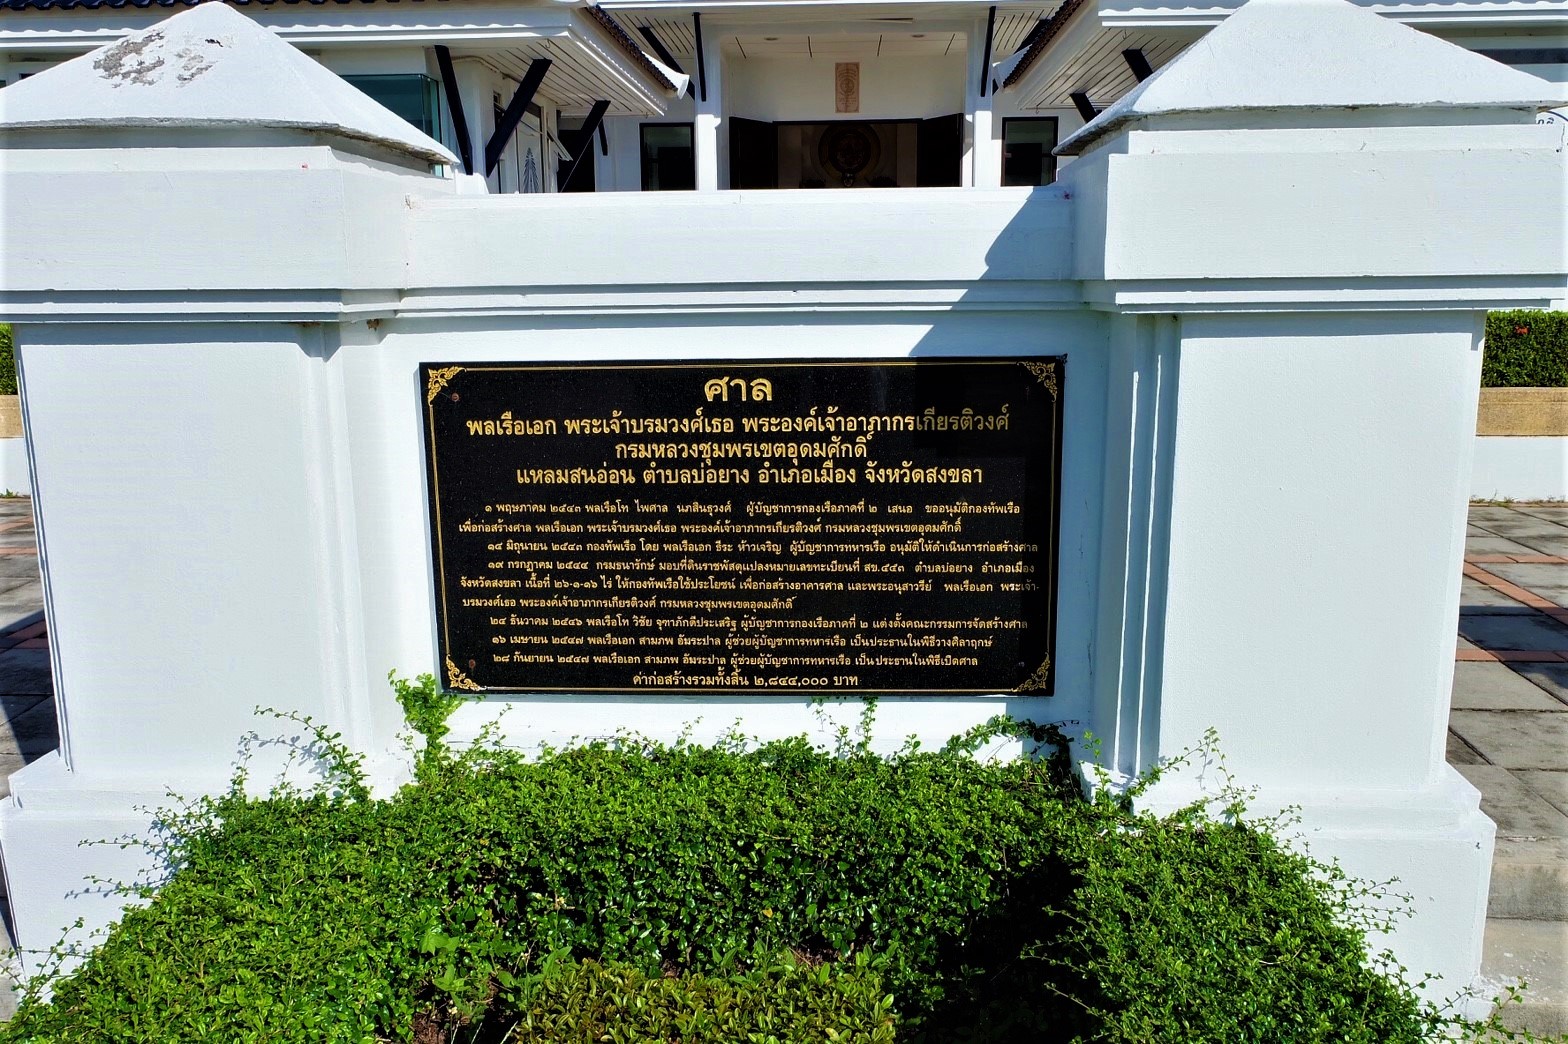 ศาล
พลเรือเอก พระเจ้าบรมวงศ์เธอ พระองค์เจ้าอาภากรเกียรติวงศ์
กรมหลวงชุมพรเขตอุดมศักดิ์
แหลมสนอ่อน ตำบลบ่อยาง อำเภอเมือง จังหวัดสงขลา
๑ พฤษภาคม ๒๕๔๓ พลเรือโท ไพศาล นภสินธุวงศ์ ผู้บัญชาการกองเรือภาคที่ ๒ เสนอ ขออนุมัติกองทัพเรือ
เพื่อก่อสร้างศาล พลเรือเอก พระเจ้าบรมวงศ์เธอ พระองค์เจ้าอาภากรเกียรติวงศ์ กรมหลวงชุมพรเขตอุดมศักดิ์
๑๔ มิถุนายน ๒๕๔๓ กองทัพเรือ โดย พลเรือเอก ธีระ ห้าวเจริญ ผู้บัญชาการทหารเรือ อนุมัติให้ดำเนินการก่อสร้างศาล
๑๙ กรกฎาคม ๒๕๔๔ กรมธนารักษ์ มอบที่ดินราชพัสดุแปลงหมายเลขทะเบียนที่ สข.๔๔๓ ตำบลบ่อยาง อำเภอเมือง
จังหวัดสงขลา เนื้อที่ ๒๖-๑-๑๖ ไร่ ให้กองทัพเรือใช้ประโยชน์ เพื่อก่อสร้างอาคารศาล และพระอนุสาวรีย์ พลเรือเอก พระเจ้า-
บรมวงศ์เธอ พระองค์เจ้าอาภากรเกียรติวงศ์ กรมหลวงชุมพรเขตอุดมศักดิ์
๒๔ ธันวาคม ๒๕๔๖ พลเรือโท วิชัย ยุฑาภักดีประเสริฐ ผู้บัญชาการกองเรือภาคที่ ๒ แต่งตั้งคณะกรรมการจัดสร้างศาล
๑๖ เมษายน ๒๕๔๗ พลเรือเอก สามภพ อัมระปาล ผู้ช่วยผู้บัญชาการทหารเรือ เป็นประธานในพิธีวางศิลาฤกษ์
๒๘ กันยายน ๒๕๔๗ พลเรือเอก สามภพ อัมระปาล ผู้ช่วยผู้บัญชาการทหารเรือ เป็นประธานในพิธีเปิดศาล
ค่าก่อสร้างรวมทั้งสิ้น ๒,๘๔๔,๐๐๐ บาท